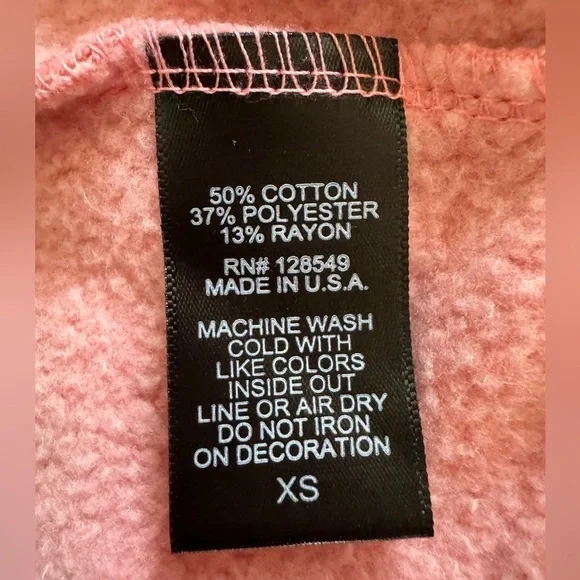 50% COTTON
37% POLYESTER
13% RAYON
RN# 128549
MADE IN U.S.A.
MACHINE WASH
COLD WITH
LIKE COLORS
INSIDE OUT
LINE OR AIR DRY
DO NOT IRON
ON DECORATION
XS